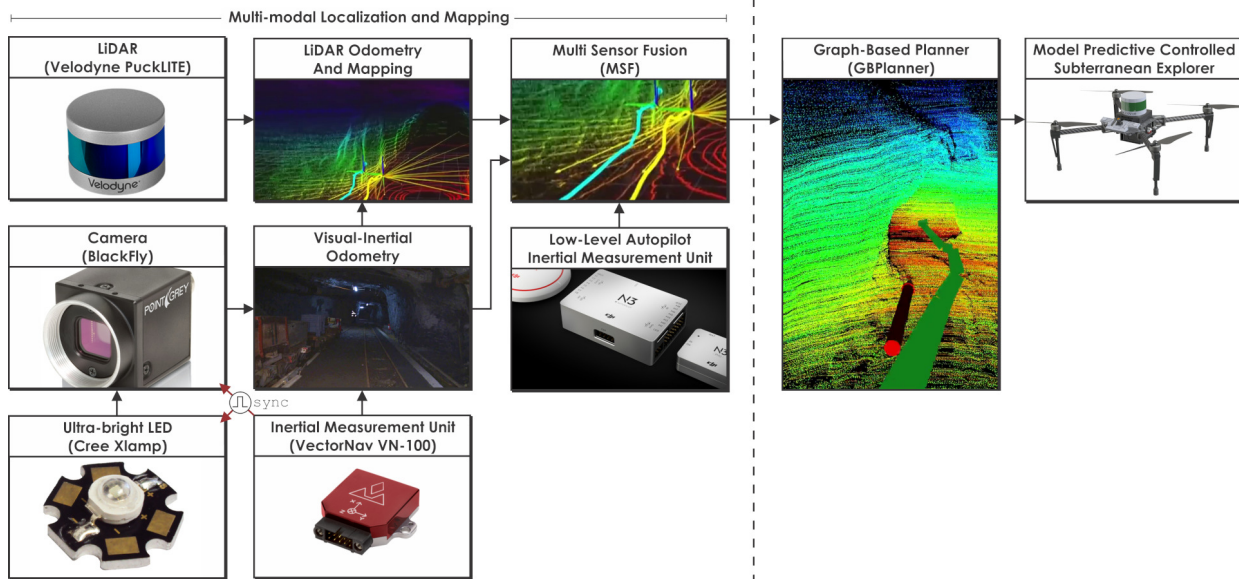 Multi-modal Localization and Mapping
LiDAR
(Velodyne PuckLITE)
Velodyne
LiDAR Odometry
And Mapping
Multi Sensor Fusion
(MSF)
Graph-Based Planner
(GBPlanner)
Model Predictive Controlled
Subterranean Explorer
Camera
(BlackFly)
POINT GREY
Visual-Inertial
Odometry
Low-Level Autopilot
Inertial Measurement Unit
N3
N3
sync
Ultra-bright LED
(Cree Xlamp)
Inertial Measurement Unit
(VectorNav VN-100)